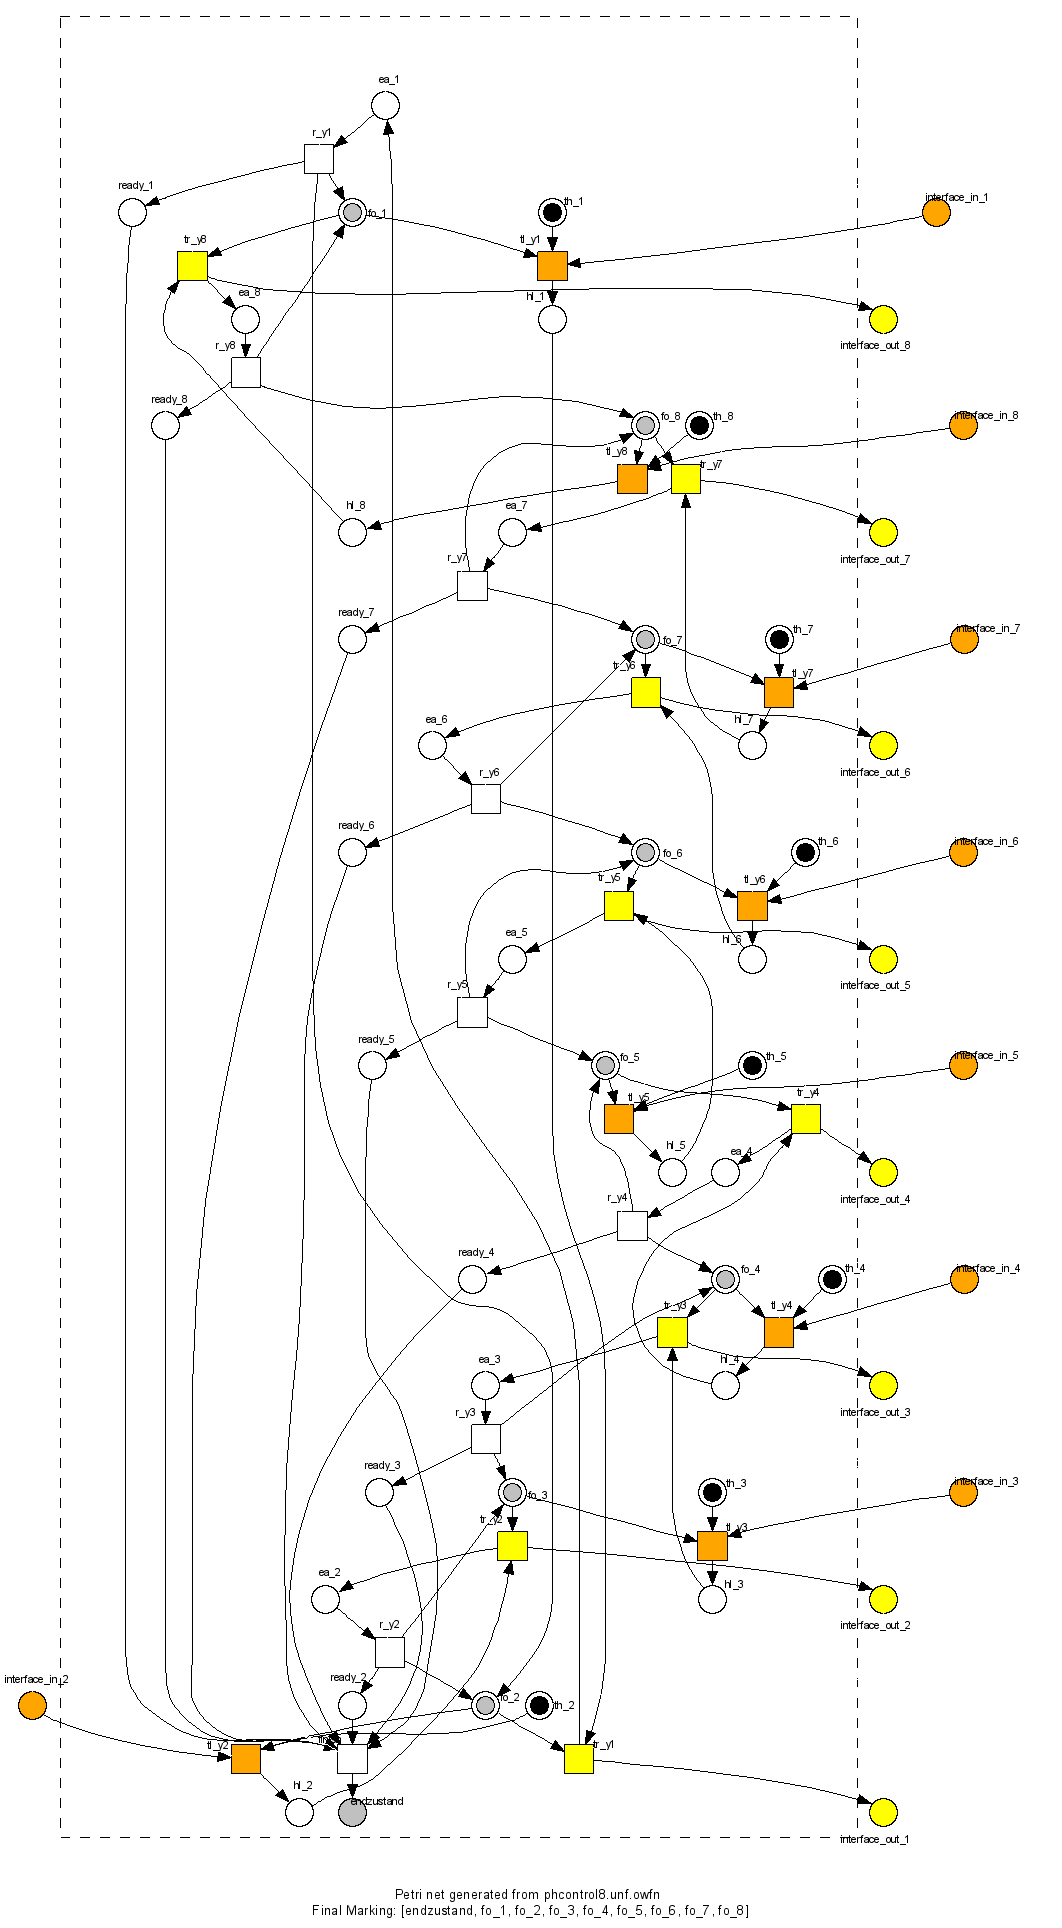 ea_1
r_y1
ready_1
fo_1
th_1
interface_in_1
tr_y8
tl_y1
ea_8
hl_1
r_y8
interface_out_8
ready_8
fo_8
th_8
interface_in_8
tl_y8
tr_y7
hl_8
ea_7
interface_out_7
r_y7
ready_7
fo_7
th_7
interface_in_7
tr_y6
tl_y7
ea_6
hl_7
interface_out_6
r_y6
ready_6
fo_6
th_6
interface_in_6
tr_y5
tl_y6
ea_5
hl_6
interface_out_5
r_y5
ready_5
fo_5
th_5
interface_in_5
tl_y5
tr_y4
hl_5
ea_4
interface_out_4
r_y4
ready_4
fo_4
th_4
interface_in_4
tr_y3
tl_y4
ea_3
hl_4
interface_out_3
r_y3
ready_3
fo_3
th_3
interface_in_3
tr_y2
tl_y3
ea_2
hl_3
interface_out_2
r_y2
interface_in_2
ready_2
fo_2
th_2
tl_y2
tr_y1
hl_2
endzustand
interface_out_1
Petri net generated from phcontrol8.unf.owfn
Final Marking: [endzustand, fo_1, fo_2, fo_3, fo_4, fo_5, fo_6, fo_7, fo_8]